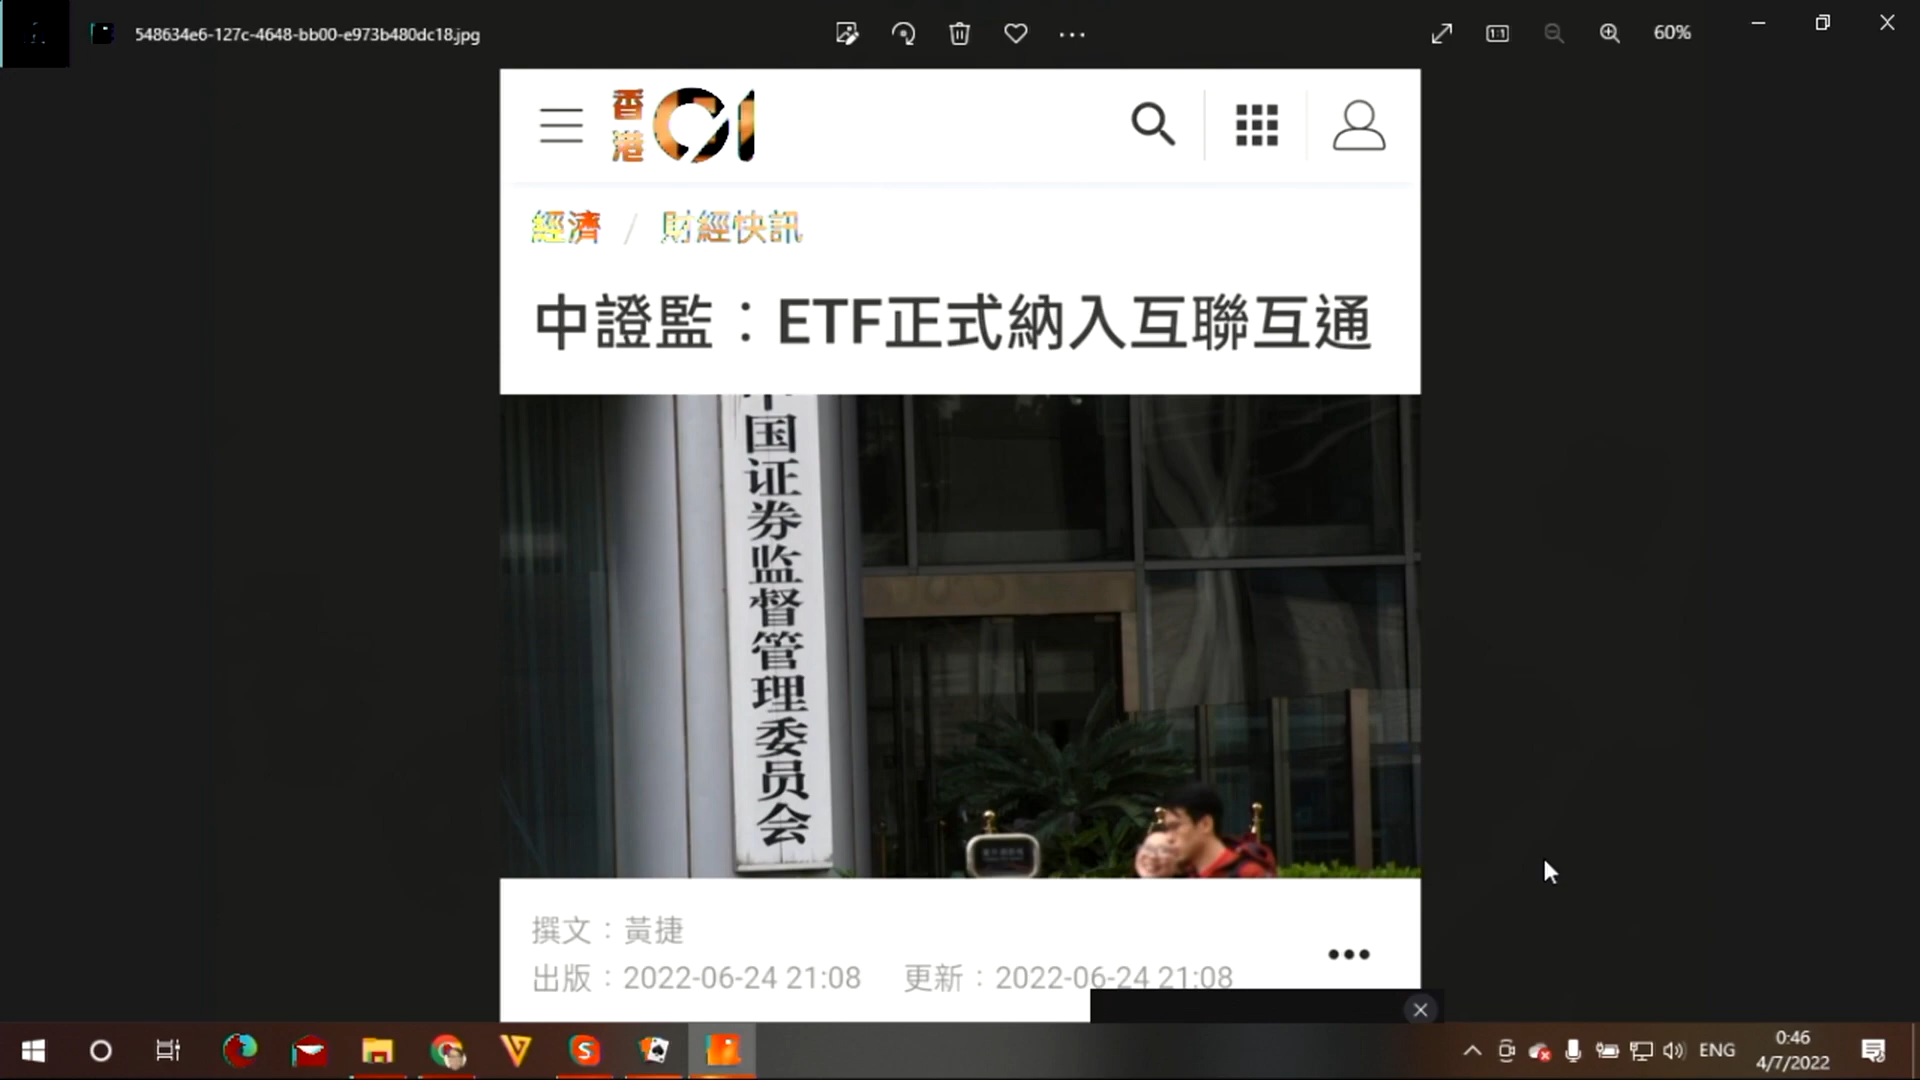 548634e6-127c-4648-bb00-e973b480dc18.jpg
60%
香港01
經濟 / 財經快訊
中證監：ETF正式納入互聯互通
国证券监督管理委员会
撰文：黃捷
出版：2022-06-24 21:08 更新：2022-06-24 21:08
ENG
0:46
4/7/2022